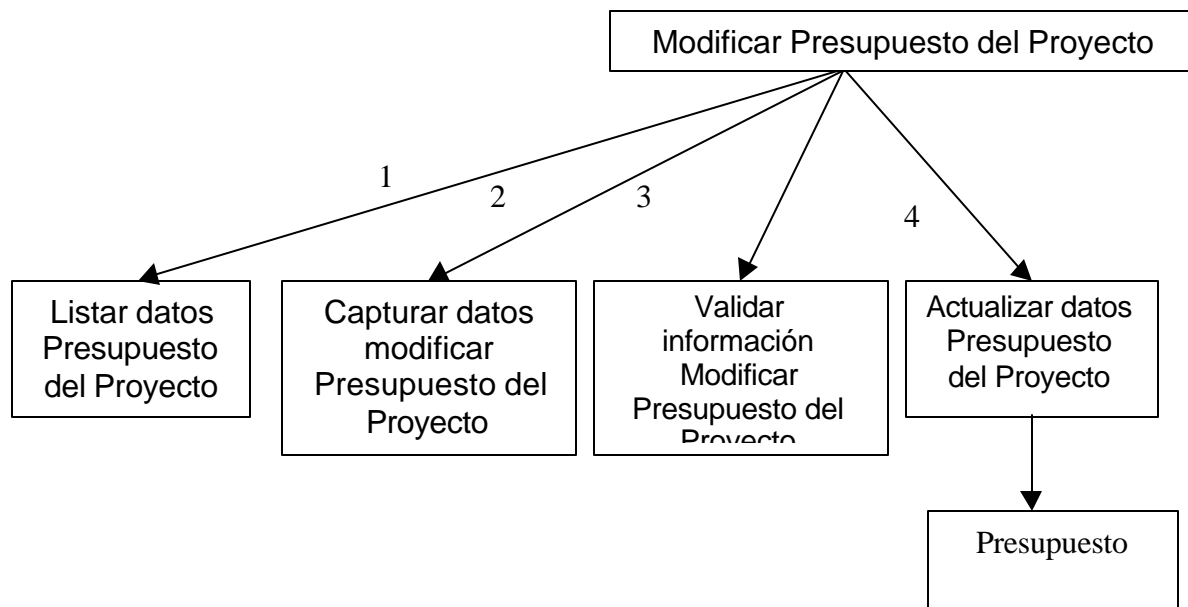 Modificar Presupuesto del Proyecto
1
2
3
4
Listar datos
Presupuesto
del Proyecto
Capturar datos
modificar
Presupuesto del
Proyecto
Validar
información
Modificar
Presupuesto del
Proyecto
Actualizar datos
Presupuesto
del Proyecto
Presupuesto